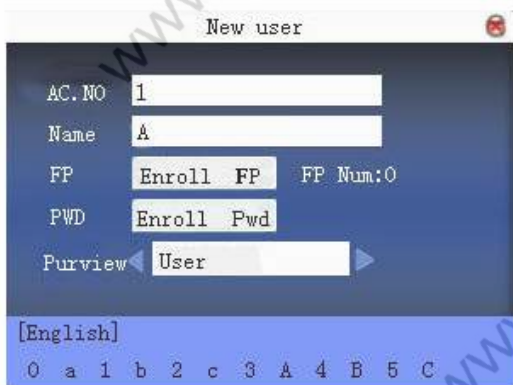 New user
AC.NO 1
Name A
FP Enroll FP FP Num:0
PWD Enroll Pwd
Purview User
[English]
0 a 1 b 2 c 3 A 4 B 5 C